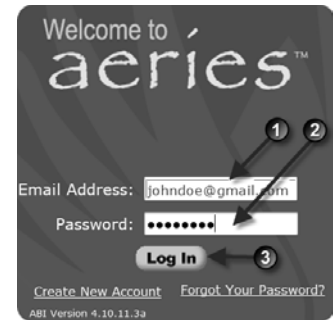 Welcome to
aeries™
1 2
Email Address: johndoe@gmail.com
Password: ••••••••
Log In 3
Create New Account Forgot Your Password?
ABI Version 4.10.11.3a